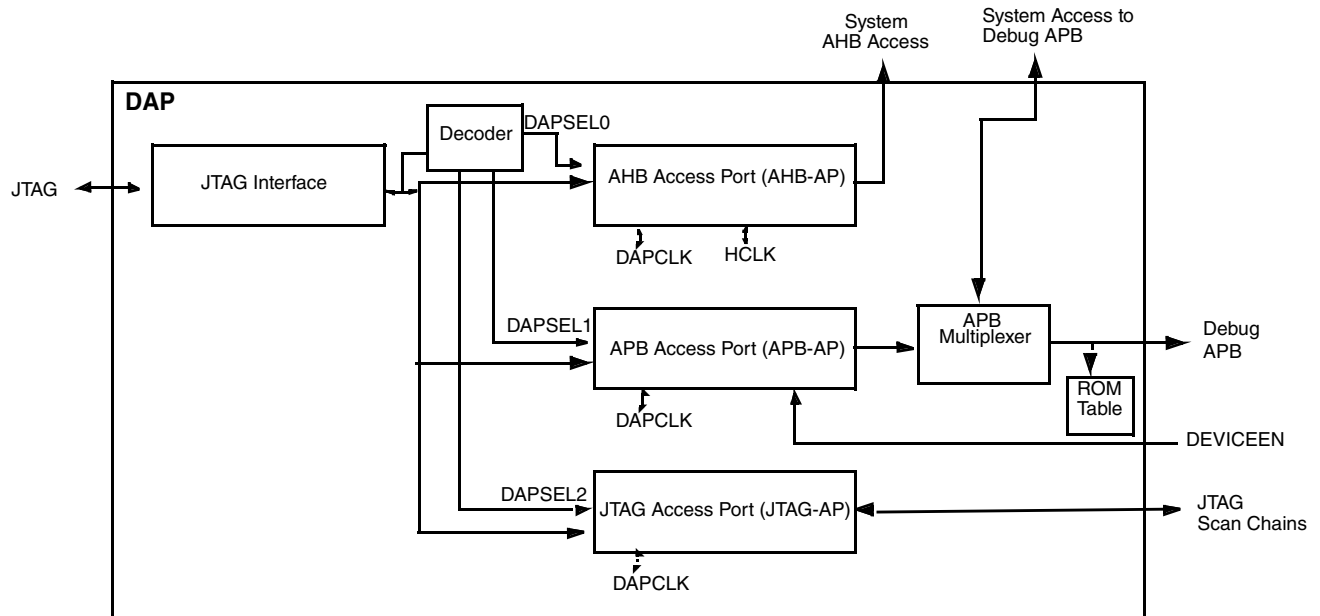 System
AHB Access
System Access to
Debug APB
DAP
Decoder
DAPSEL0
JTAG
JTAG Interface
AHB Access Port (AHB-AP)
DAPCLK
HCLK
DAPSEL1
APB Access Port (APB-AP)
APB
Multiplexer
Debug
APB
ROM
Table
DAPCLK
DEVICEEN
DAPSEL2
JTAG Access Port (JTAG-AP)
JTAG
Scan Chains
DAPCLK